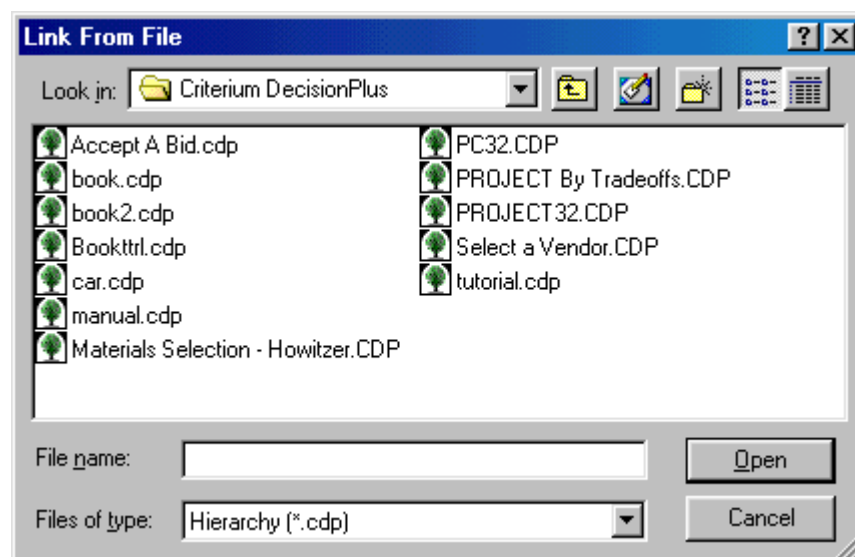 Link From File
Look in: Criterium DecisionPlus
Accept A Bid.cdp
book.cdp
book2.cdp
Bookttrl.cdp
car.cdp
manual.cdp
Materials Selection - Howitzer.CDP
PC32.CDP
PROJECT By Tradeoffs.CDP
PROJECT32.CDP
Select a Vendor.CDP
tutorial.cdp
File name: Open
Files of type: Hierarchy (*.cdp) Cancel